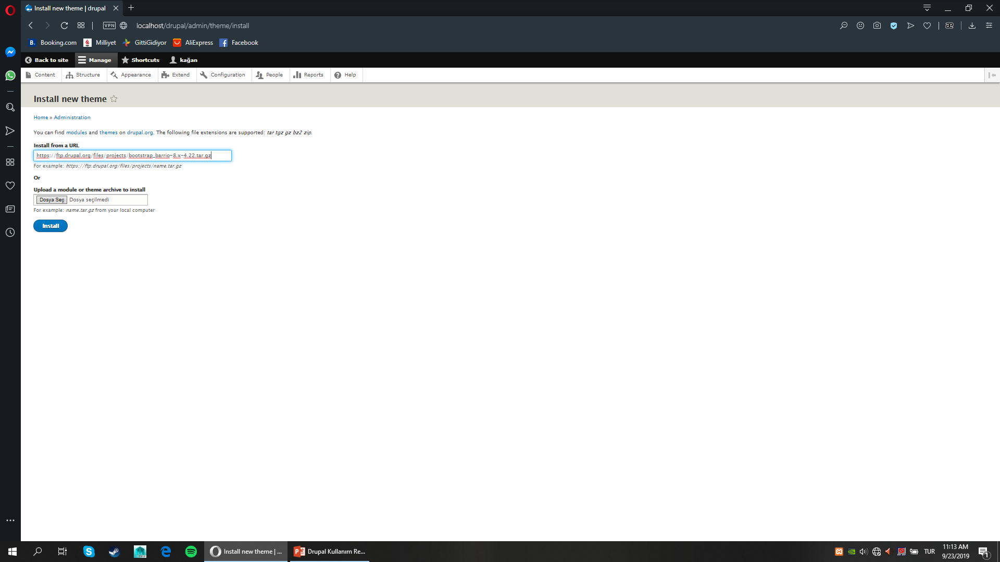 Install new theme | drupal
VPN
localhost/drupal/admin/theme/install
B. Booking.com Milliyet GittiGidiyor AliExpress Facebook
Back to site Manage Shortcuts kağan
Content Structure Appearance Extend Configuration People Reports Help
Install new theme
Home » Administration
You can find modules and themes on drupal.org. The following file extensions are supported: tar tgz gz bz2 zip.
Install from a URL
https://ftp.drupal.org/files/projects/bootstrap_barrio-8.x-4.22.tar.gz
For example: https://ftp.drupal.org/files/projects/name.tar.gz
Or
Upload a module or theme archive to install
Dosya Seç Dosya seçilmedi
For example: name.tar.gz from your local computer
Install
Install new theme | ... Drupal Kullanım Re... TUR
11:13 AM
9/23/2019
1